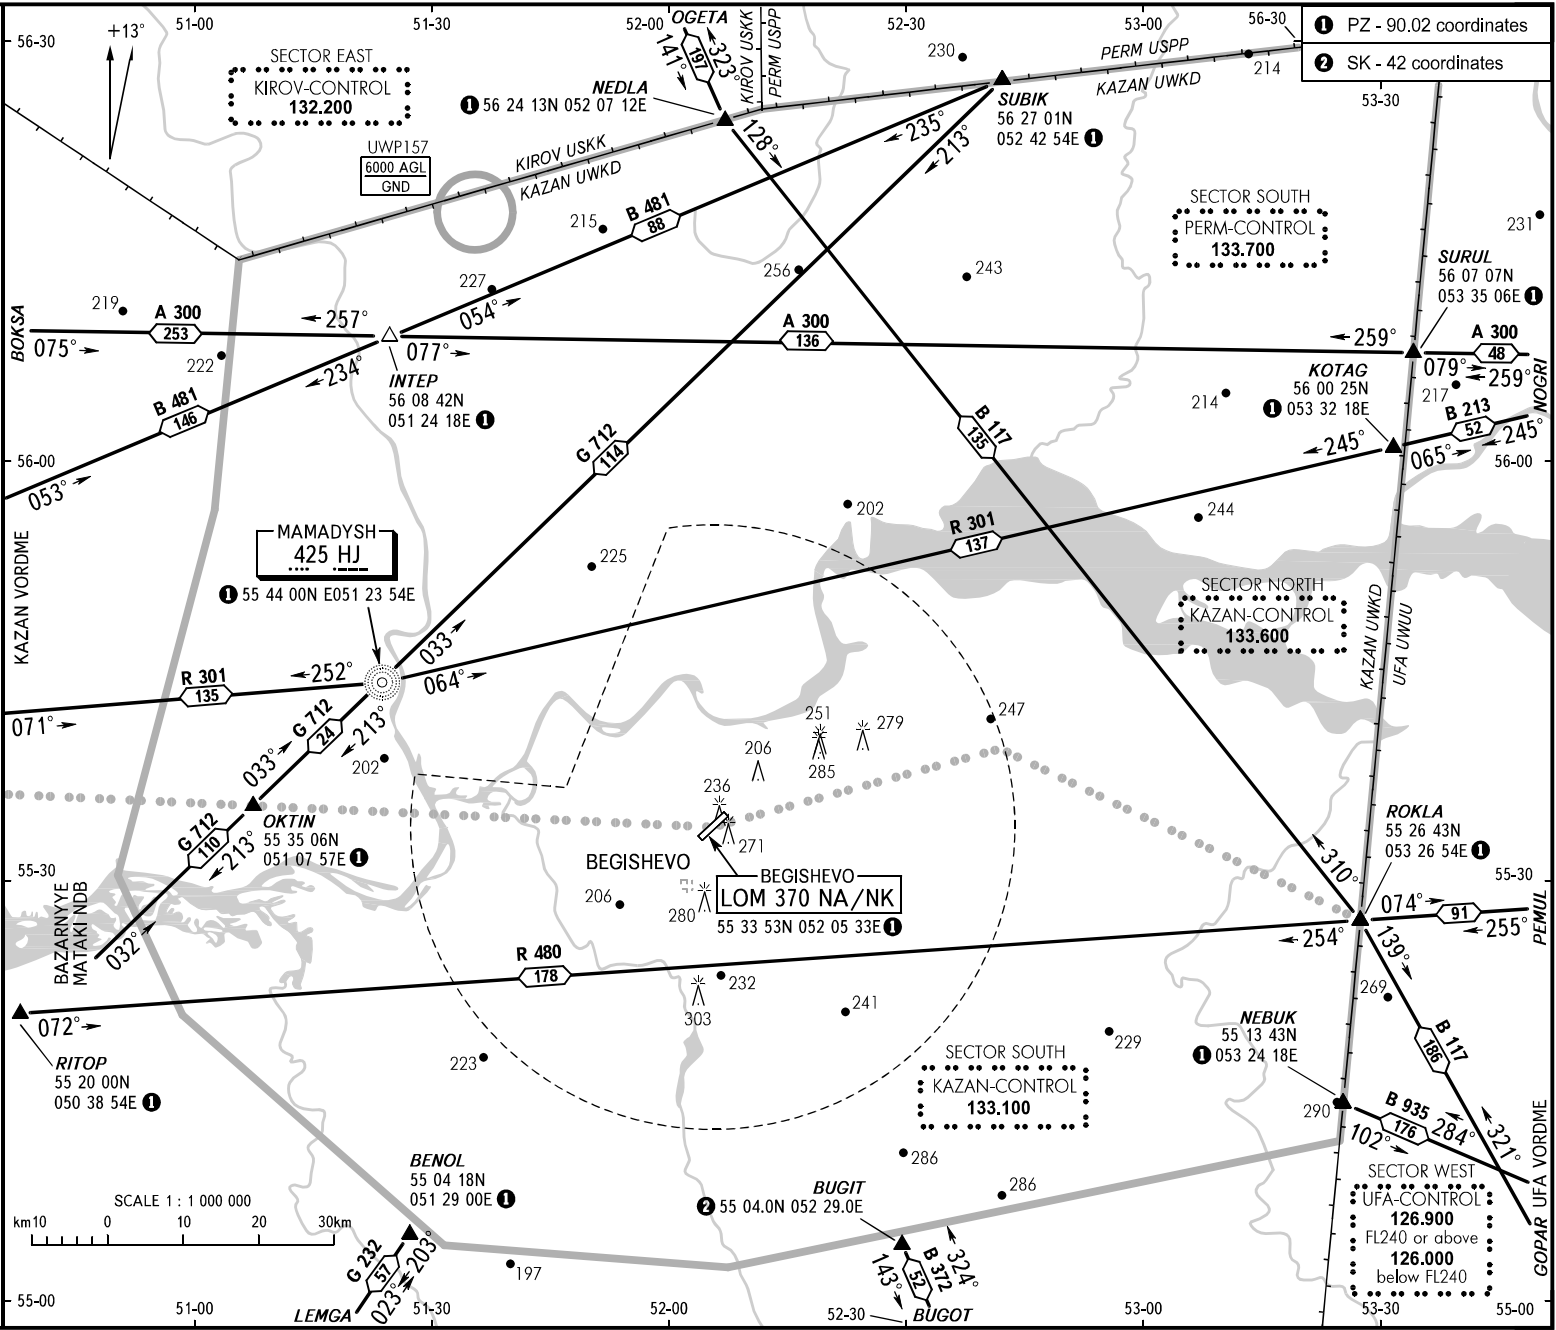 51-00
51-30
52-00
OGETA
52-30
53-00
56-30
❶ PZ - 90.02 coordinates
❷ SK - 42 coordinates
56-30
+13°
SECTOR EAST
KIROV-CONTROL
132.200
141°
197
323°
KIROV USKK
PERM USPP
230
PERM USPP
KAZAN UWKD
214
53-30
NEDLA
❶ 56 24 13N 052 07 12E
128°
SUBIK
56 27 01N
052 42 54E ❶
235°
213°
UWP157
6000 AGL
GND
KIROV USKK
KAZAN UWKD
215
B 481
88
SECTOR SOUTH
PERM-CONTROL
133.700
231
256
243
SURUL
56 07 07N
053 35 06E ❶
227
054°
219
BOKSA
A 300
253
257°
075°
077°
A 300
136
259°
A 300
48
079°
259°
222
234°
INTEP
56 08 42N
051 24 18E ❶
B 481
146
053°
KOTAG
56 00 25N
❶ 053 32 18E
214
217
NOGRI
B 213
52
245°
065°
245°
56-00
56-00
G 712
114
B 117
135
202
244
R 301
137
225
KAZAN VORDME
MAMADYSH
425 HJ
❶ 55 44 00N E051 23 54E
SECTOR NORTH
KAZAN-CONTROL
133.600
KAZAN UWKD
UFA UWUU
033°
064°
R 301
135
252°
071°
G 712
24
213°
033°
202
247
251
285
279
206
236
271
OKTIN
55 35 06N
051 07 57E ❶
G 712
110
213°
032°
ROKLA
55 26 43N
053 26 54E ❶
310°
55-30
55-30
BEGISHEVO
BEGISHEVO
LOM 370 NA/NK
55 33 53N 052 05 33E ❶
206
280
BAZARNYYE
MATAKI NDB
074°
91
255°
PEMUL
254°
139°
R 480
178
232
303
241
072°
RITOP
55 20 00N
050 38 54E ❶
223
229
269
NEBUK
55 13 43N
❶ 053 24 18E
B 117
186
SECTOR SOUTH
KAZAN-CONTROL
133.100
290
B 935
176
284°
102°
321°
286
286
BENOL
55 04 18N
051 29 00E ❶
BUGIT
❷ 55 04.0N 052 29.0E
SECTOR WEST
UFA-CONTROL
126.900
FL240 or above
126.000
below FL240
UFA VORDME
GOPAR
SCALE 1 : 1 000 000
km10 0 10 20 30km
G 232
57
203°
023°
LEMGA
197
143°
52
B 372
324°
BUGOT
55-00
51-00
51-30
52-00
52-30
53-00
53-30
55-00